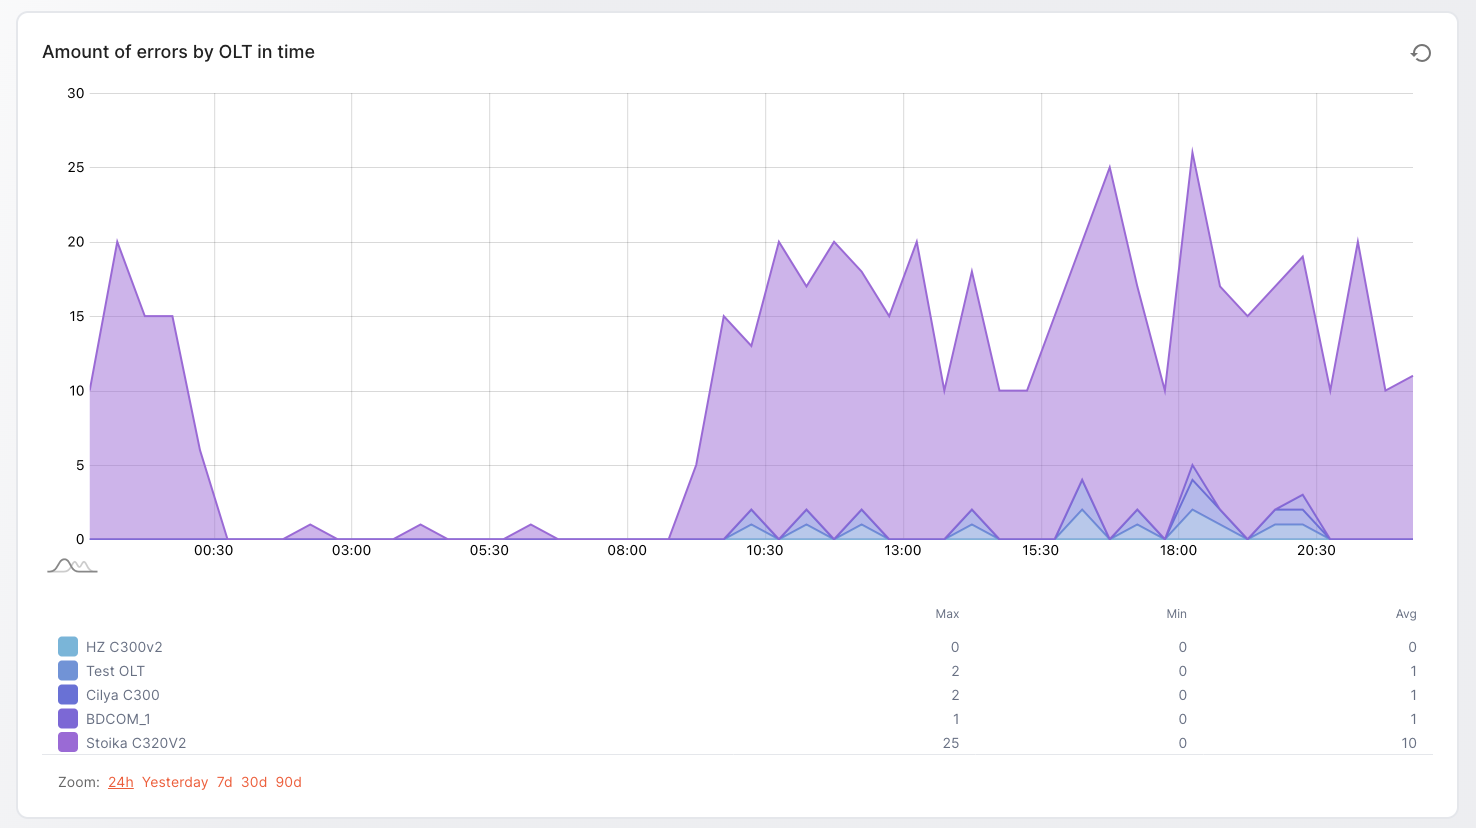 Amount of errors by OLT in time
30
25
20
15
10
5
0
00:30 03:00 05:30 08:00 10:30 13:00 15:30 18:00 20:30
Max Min Avg
HZ C300v2 0 0 0
Test OLT 2 0 1
Cilya C300 2 0 1
BDCOM_1 1 0 1
Stoika C320V2 25 0 10
Zoom: 24h Yesterday 7d 30d 90d